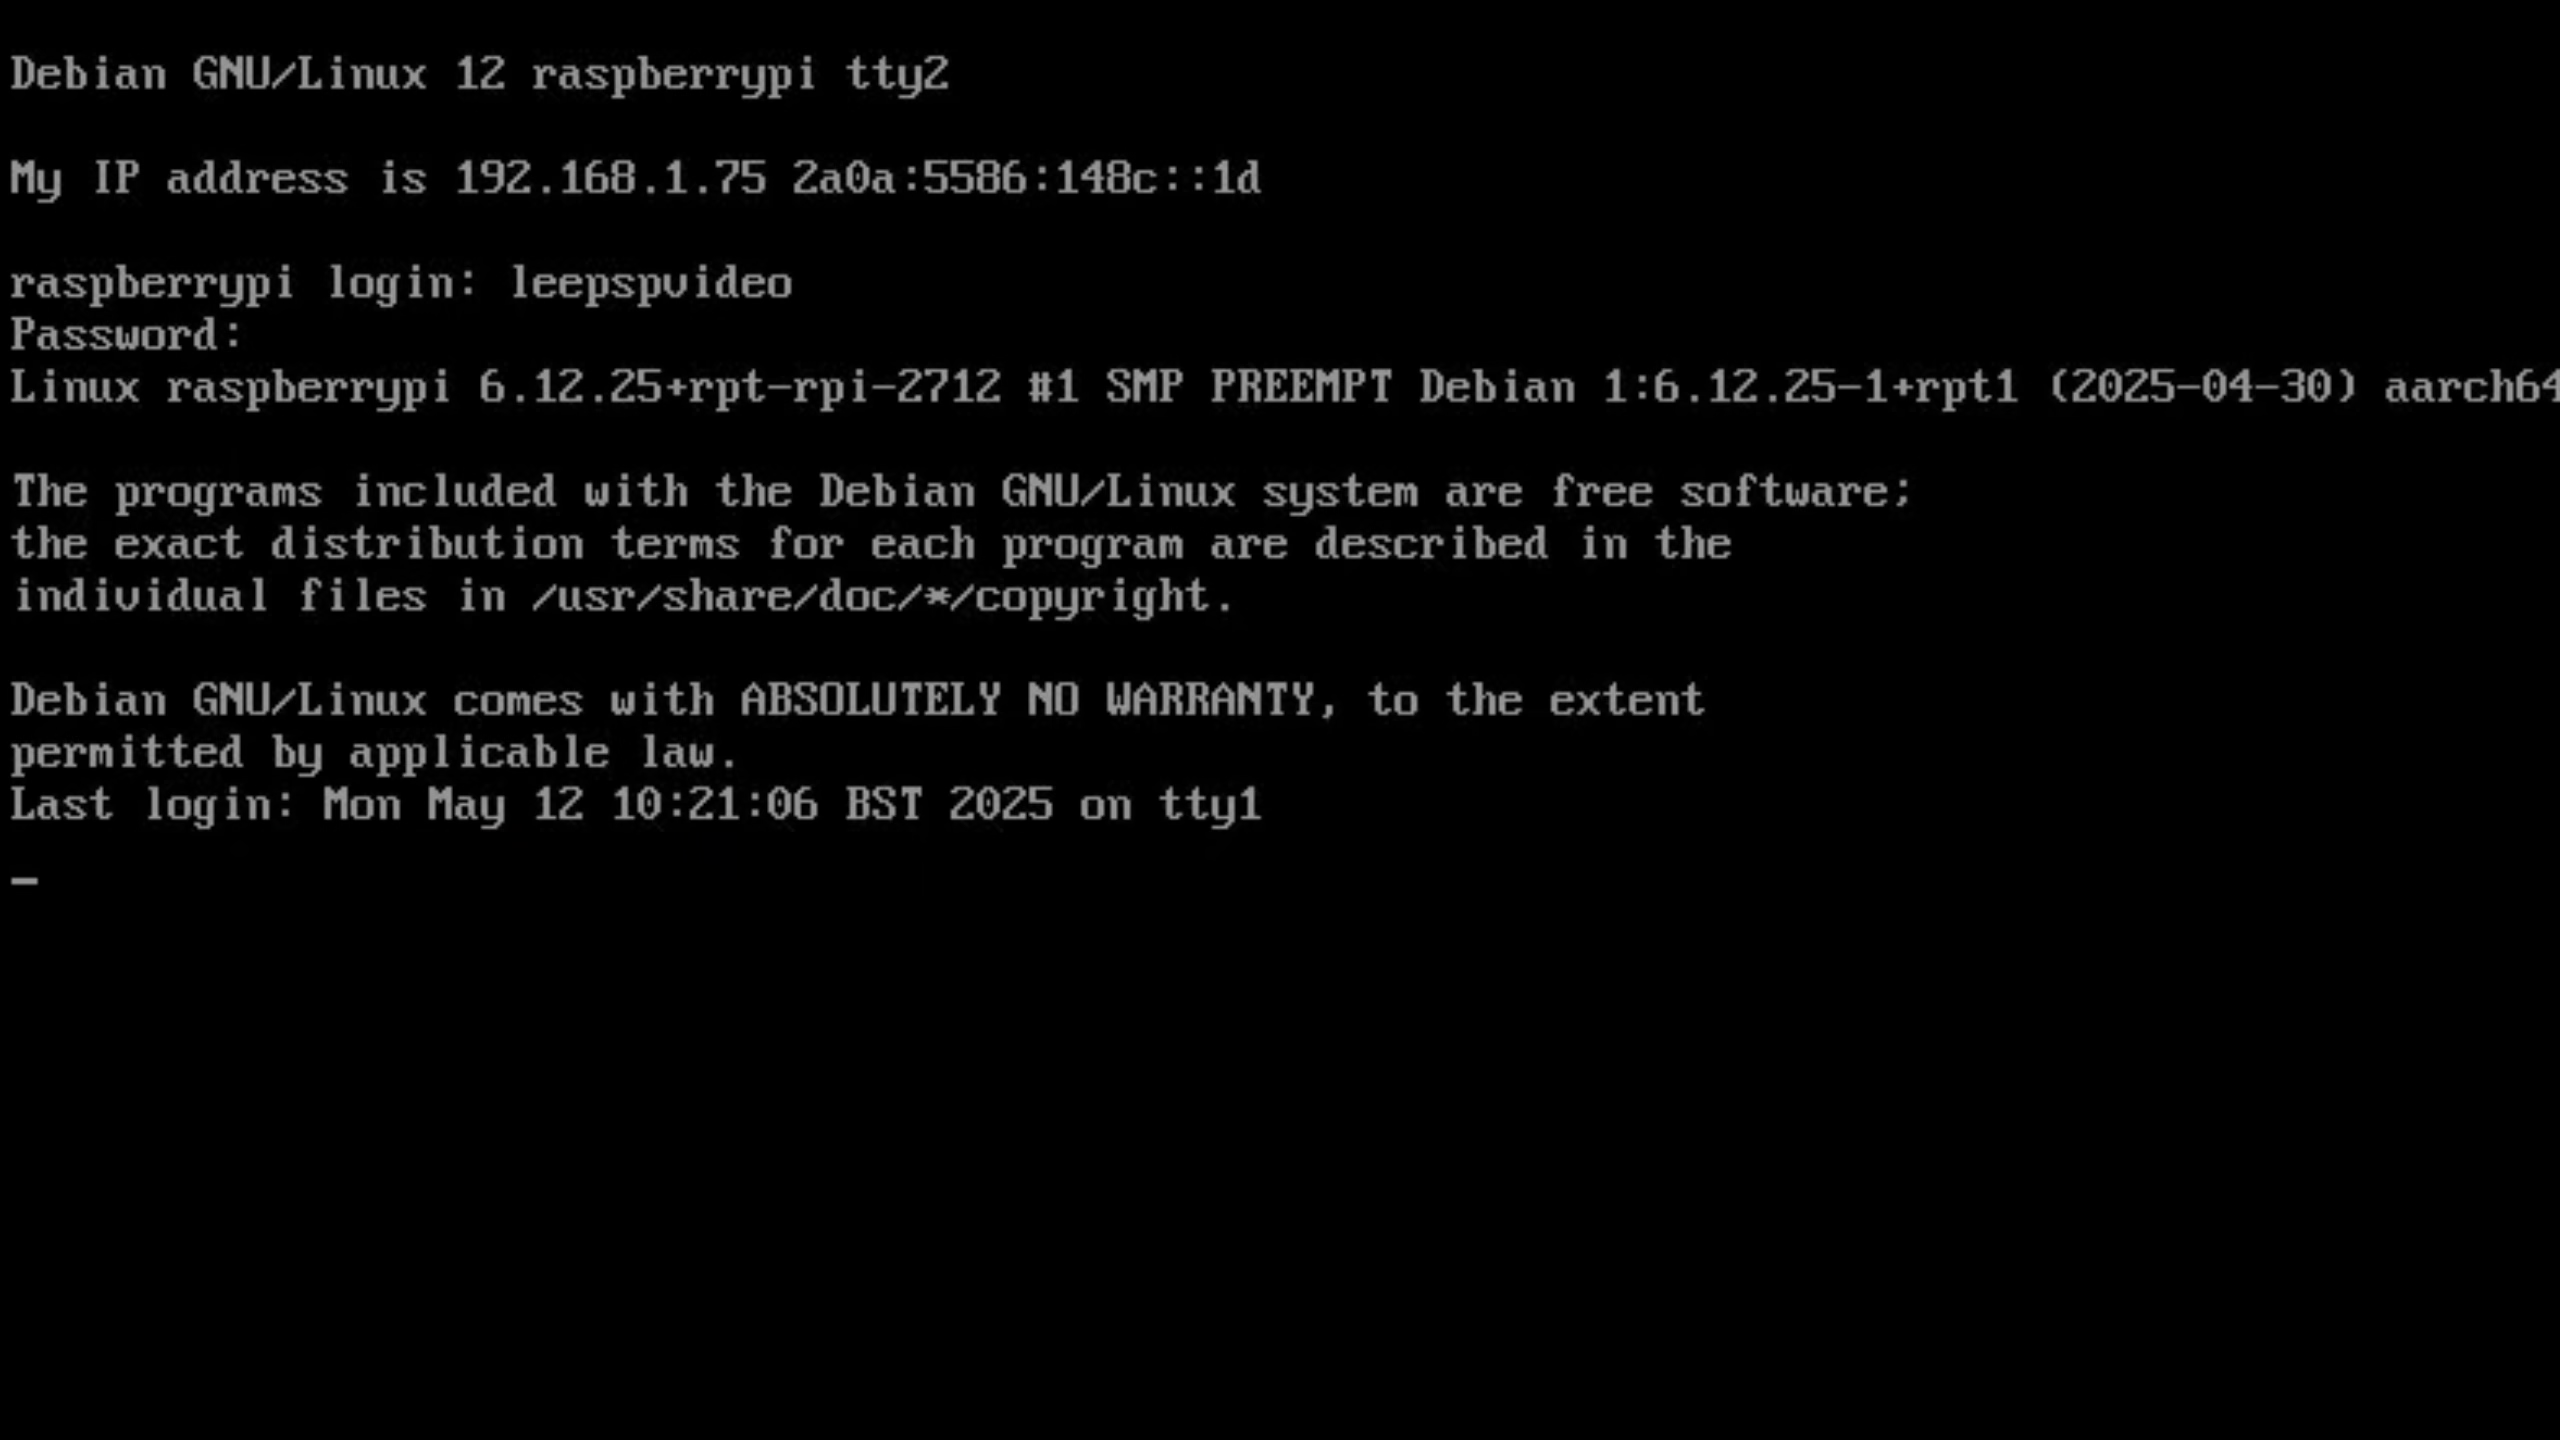 Debian GNU/Linux 12 raspberrypi tty2
My IP address is 192.168.1.75 2a0a:5586:148c::1d
raspberrypi login: leepspvideo
Password:
Linux raspberrypi 6.12.25+rpt-rpi-2712 #1 SMP PREEMPT Debian 1:6.12.25-1+rpt1 (2025-04-30) aarch64
The programs included with the Debian GNU/Linux system are free software;
the exact distribution terms for each program are described in the
individual files in /usr/share/doc/*/copyright.
Debian GNU/Linux comes with ABSOLUTELY NO WARRANTY, to the extent
permitted by applicable law.
Last login: Mon May 12 10:21:06 BST 2025 on tty1
_